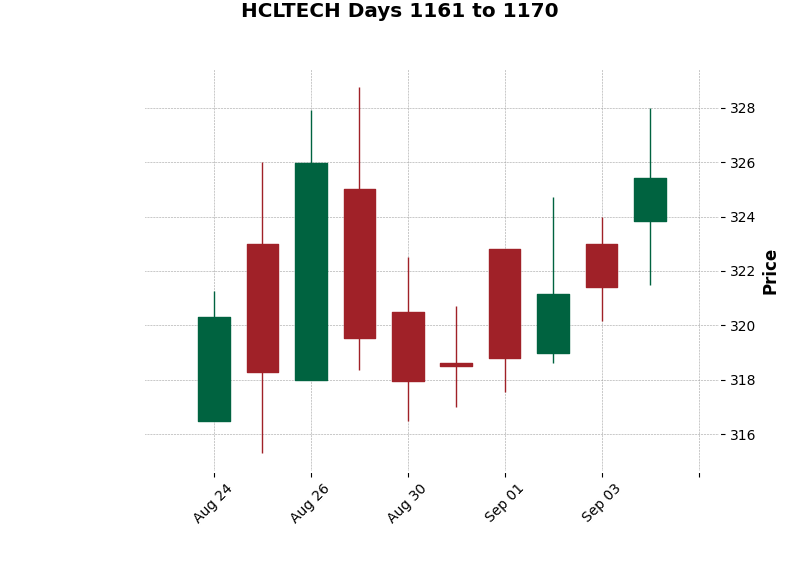 HCLTECH Days 1161 to 1170
328
326
324
322
320
318
316
Price
Aug 24
Aug 26
Aug 30
Sep 01
Sep 03